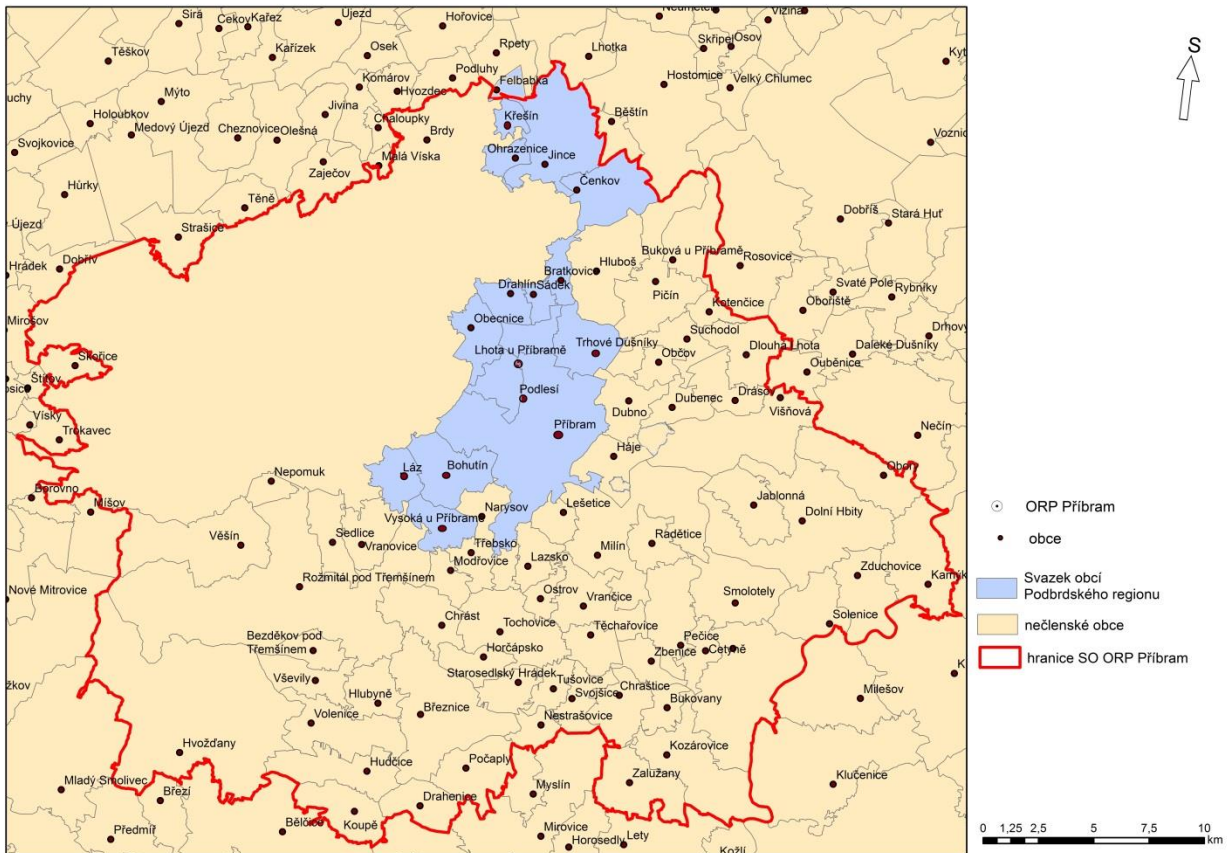 Sirá
Čekov
Kařez
Újezd
Hořovice
Neumětely
Vižina
Těškov
Kařízek
Osek
Rpety
Lhotka
Skřipel
Osov
Podluhy
Felbabka
Hostomice
Velký Chlumec
Komárov
Hvozdec
Mýto
Holoubkov
Medový Újezd
Cheznovice
Olešná
Jivina
Chaloupky
Brdy
Křešín
Běštín
Svojkovice
Zaječov
Malá Víska
Ohrazenice
Jince
Hůrky
Čenkov
Těně
Újezd
Strašice
Dobříš
Stará Huť
Hrádek
Dobřív
Bratkovice
Hluboš
Buková u Příbramě
Rosovice
Drahlín
Sádek
Pičín
Svaté Pole
Rybníky
Kotenčice
Obořiště
Mirošov
Obecnice
Suchodol
Skořice
Lhota u Příbramě
Trhové Dušníky
Občov
Dlouhá Lhota
Daleké Dušníky
Ouběnice
Štítov
Podlesí
Dubno
Dubenec
Drásov
Višňová
Vísky
Trokavec
Příbram
Nečín
Háje
Láz
Bohutín
Obory
Nepomuk
Borovno
Míšov
Narysov
Lešetice
Jablonná
Dolní Hbity
Vysoká u Příbramě
Věšín
Sedlice
Vranovice
Třebsko
Milín
Radětice
Modřovice
Lazsko
Zduchovice
Rožmitál pod Třemšínem
Nové Mitrovice
Ostrov
Vrančice
Smolotely
Solenice
Chrást
Tochovice
Těchařovice
Bezděkov pod
Třemšínem
Horčápsko
Zbenice
Pečice
Cetyně
Vševily
Starosedlský Hrádek
Tušovice
Svojšice
Chraštice
Milešov
Hlubyně
Bukovany
Volenice
Březnice
Nestrašovice
Hvožďany
Kozárovice
Hudčice
Počaply
Zalužany
Klučenice
Mladý Smolivec
Březí
Drahenice
Myslín
Koupě
Předmíř
Bělčice
Mirovice
Horosedly
Lety
Kožlí
S
ORP Příbram
obce
Svazek obcí
Podbrdského regionu
nečlenské obce
hranice SO ORP Příbram
0 1,25 2,5 5 7,5 10
km